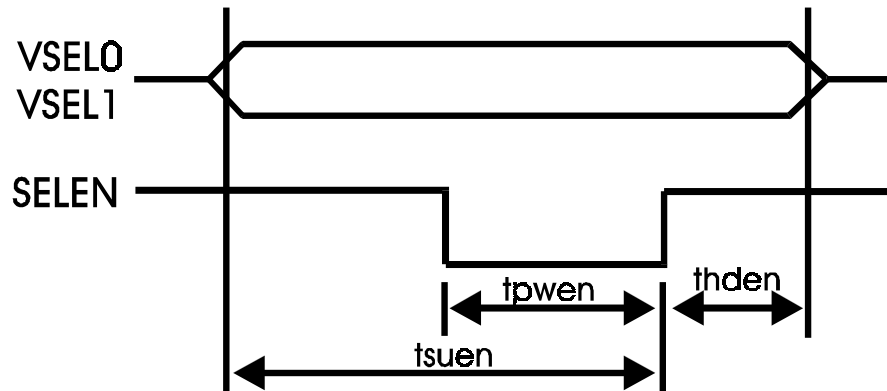 VSEL0
VSEL1
SELEN
tpwen
thden
tsuen